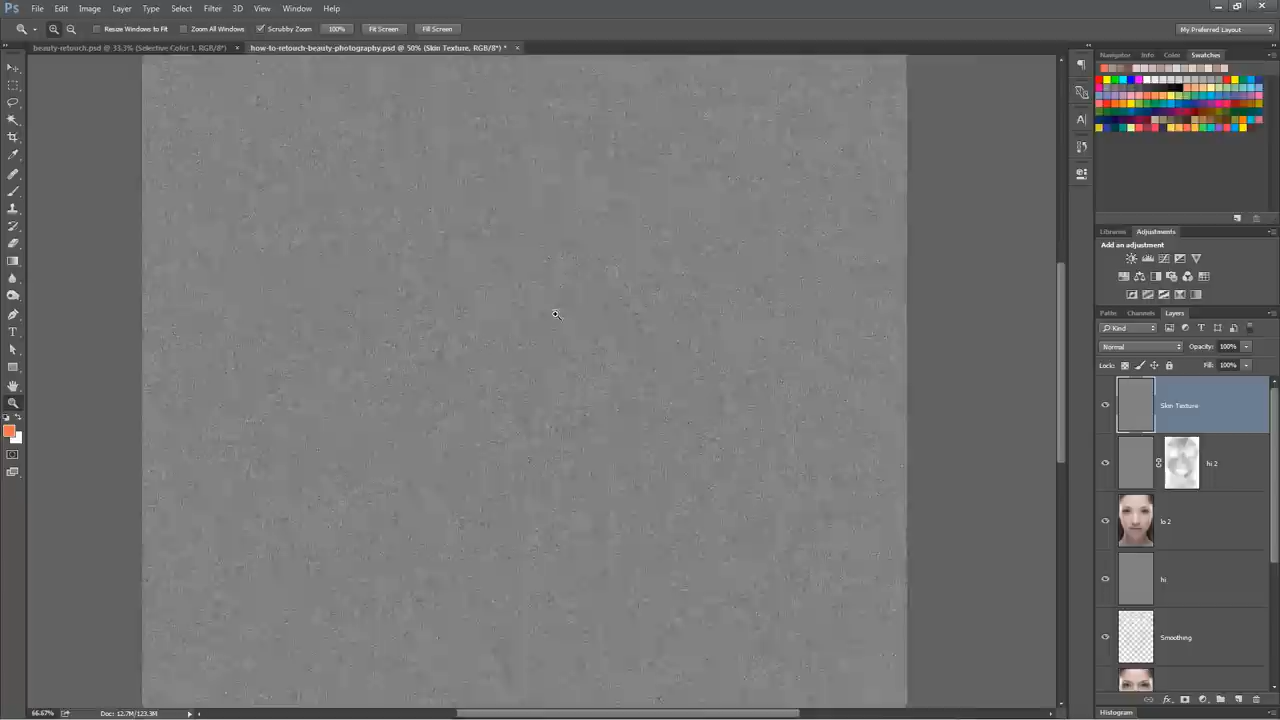 Ps File Edit Image Layer Type Select Filter 3D View Window Help
Resize Windows to Fit Zoom All Windows Scrubby Zoom 100% Fit Screen Fill Screen My Preferred Layout
beauty-retouch.psd @ 33.3% (Selective Color 1, RGB/8*) × how-to-retouch-beauty-photography.psd @ 50% (Skin Texture, RGB/8*) * ×
Navigator Info Color Swatches
Libraries Adjustments
Add an adjustment
Paths Channels Layers
Kind
Normal Opacity: 100%
Lock: Fill: 100%
Skin Texture
hi 2
lo 2
hi
Smoothing
66.67% Doc: 12.7M/123.3M
Histogram